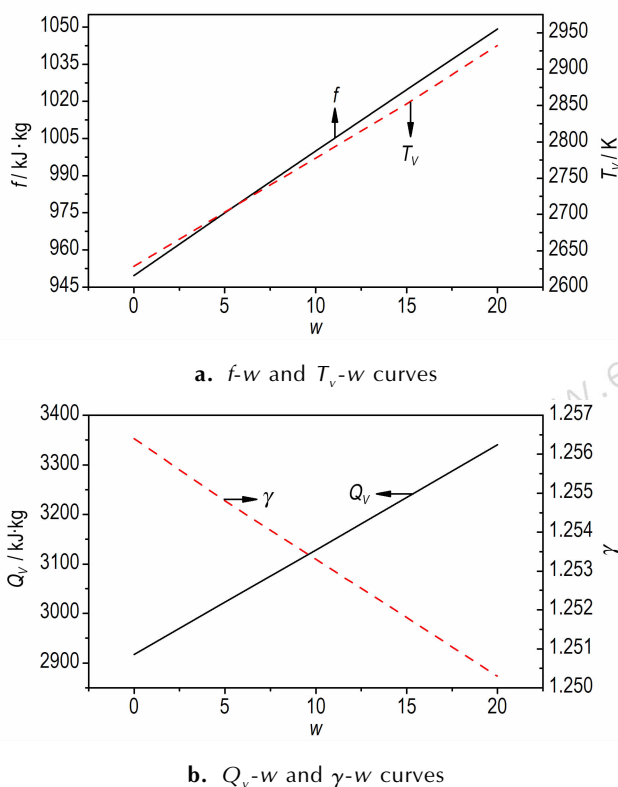 1050
1035
1020
1005
990
975
960
945
f / kJ·kg
2950
2900
2850
2800
2750
2700
2650
2600
T_V / K
f
T_V
0 5 10 15 20
w
a. f-w and T_v-w curves
w.e
3400
3300
3200
3100
3000
2900
Q_V / kJ·kg
1.257
1.256
1.255
1.254
1.253
1.252
1.251
1.250
γ
γ
Q_V
0 5 10 15 20
w
b. Q_v-w and γ-w curves